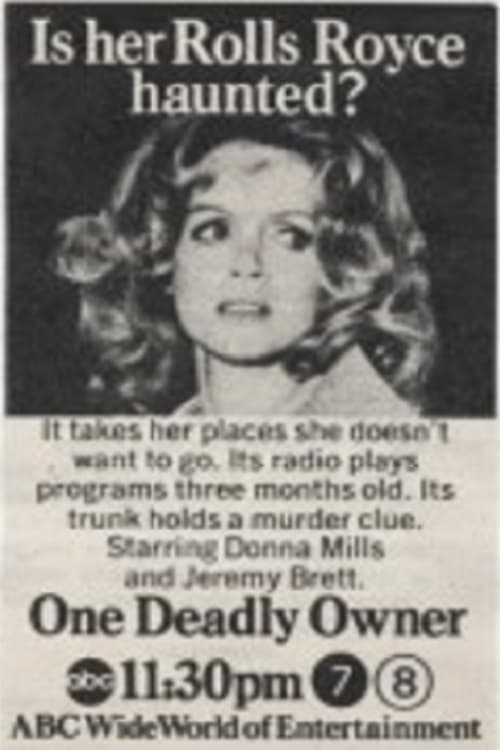 Is her Rolls Royce
haunted?
It takes her places she doesn't
want to go. Its radio plays
programs three months old. Its
trunk holds a murder clue.
Starring Donna Mills
and Jeremy Brett.
One Deadly Owner
abc 11:30pm 7 8
ABC Wide World of Entertainment